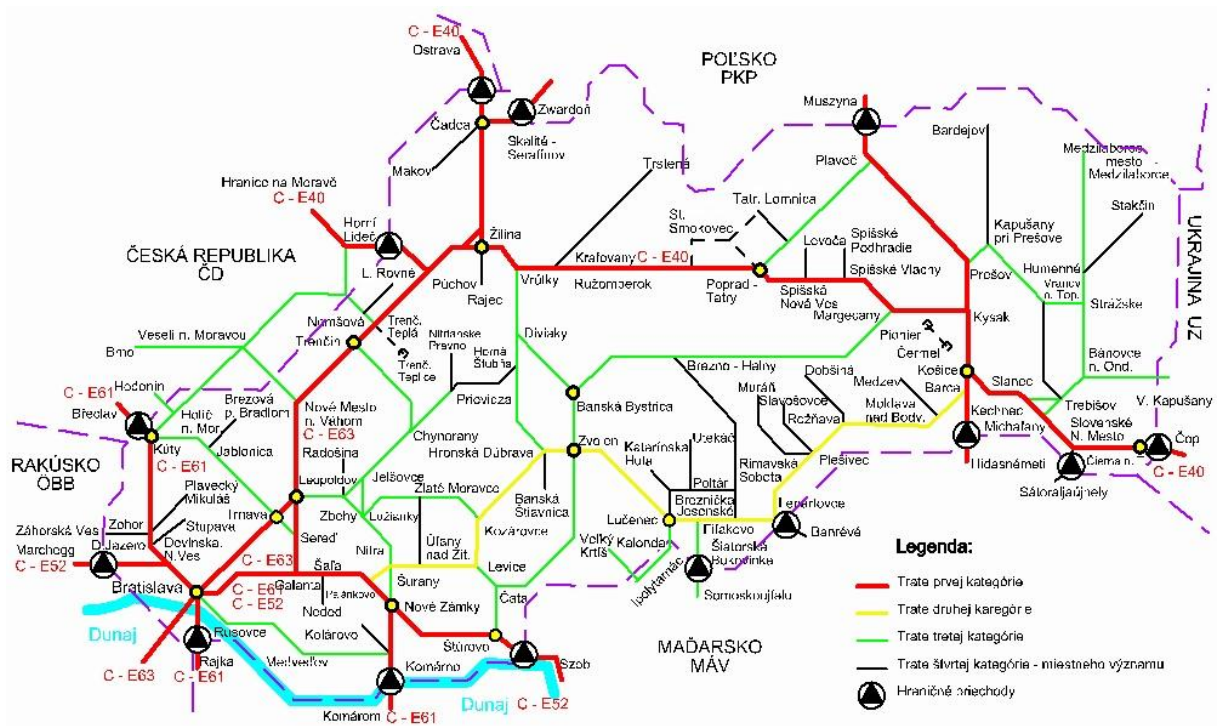 C - E40
Ostrava
POĽSKO
PKP
Zwardoň
Čadca
Skalité -
Serafínov
Makov
Muszyna
Bardejov
Medzilaborce
mesto
Medzilaborce
Plaveč
Trstená
Hranice na Moravě
C - E40
Horní
Lideč
Tatr. Lomnica
St.
Smokovec
Stakčín
Kapušany
pri Prešove
UKRAJINA UZ
ČESKÁ REPUBLIKA
ČD
Žilina
L. Rovné
Púchov
Rajec
Vrútky
Kraľovany
C - E40
Ružomberok
Poprad -
Tatry
Levoča
Spišské
Podhradie
Spišské Vlachy
Spišská
Nová Ves
Margecany
Prešov
Humenné
Vranov
n. Top.
Strážske
Kysak
Veselí n. Moravou
Brno
Nemšová
Trenčín
Tren.
Teplá
Trenč.
Teplice
Nitrianske
Pravno
Horná
Štubňa
Diviaky
Prievidza
Pionier
Čermeľ
Košice
Barca
Bánovce
n. Ond.
Hodonín
C - E61
Břeclav
Holíč
n. Mor.
Brezová
p. Bradlom
Nové Mesto
n. Váhom
C - E63
Brezno - Halny
Banská Bystrica
Muráň
Slavošovce
Dobšiná
Rožňava
Medzev
Moldava
nad Bodv.
Slanec
Trebišov
V. Kapušany
Kúty
C - E61
Jablonica
Radošina
Leopoldov
Chynorany
Hronská Dúbrava
Zvolen
Katarínska
Huta
Utekáč
Poltár
Breznička
Jesenské
Rimavská
Sobota
Plešivec
Kechnec
Michaľany
Hidasnémeti
Slovenské
N. Mesto
Čierna n.
Čop
C - E40
Sátoraljaújhely
RAKÚSKO
ÖBB
Plavecký
Mikuláš
Jelšovce
Zlaté Moravce
Banská
Štiavnica
Zbehy
Lužianky
Kozárovce
Lučenec
Lenartovce
Banrévé
Záhorská Ves
Zohor
Stupava
Trnava
Sereď
Marchegg
C - E52
D.Jazero
Devínska.
N.Ves
Nitra
Úľany
nad Žit.
Levice
Veľký
Krtíš
Kalonda
Fiľakovo
Šiatorská
Bukovinka
Ipolytarnóc
Somoskoujfalu
Bratislava
C - E63
C - E61
C - E52
Galanta
Šaľa
Palárikovo
Neded
Šurany
Nové Zámky
Čata
Dunaj
Rusovce
Rajka
C - E63
C - E61
Kolárovo
Medveďov
Štúrovo
Szob
Komárno
Komárom
C - E61
Dunaj
C - E52
MAĎARSKO
MÁV
Legenda:
Trate prvej kategórie
Trate druhej karegórie
Trate tretej kategórie
Trate štvrtej kategórie - miestneho významu
Hraničné priechody